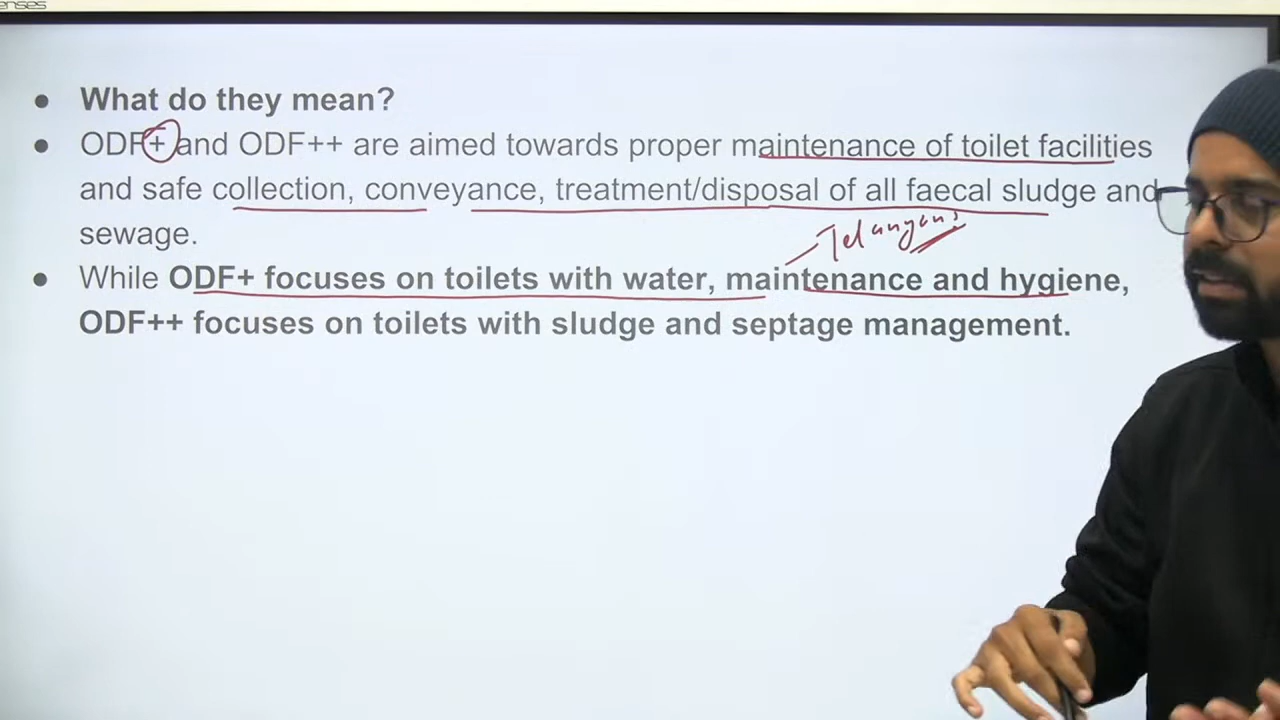 enses
● What do they mean?
● ODF+ and ODF++ are aimed towards proper maintenance of toilet facilities
and safe collection, conveyance, treatment/disposal of all faecal sludge and
sewage.
Telangana
● While ODF+ focuses on toilets with water, maintenance and hygiene,
ODF++ focuses on toilets with sludge and septage management.